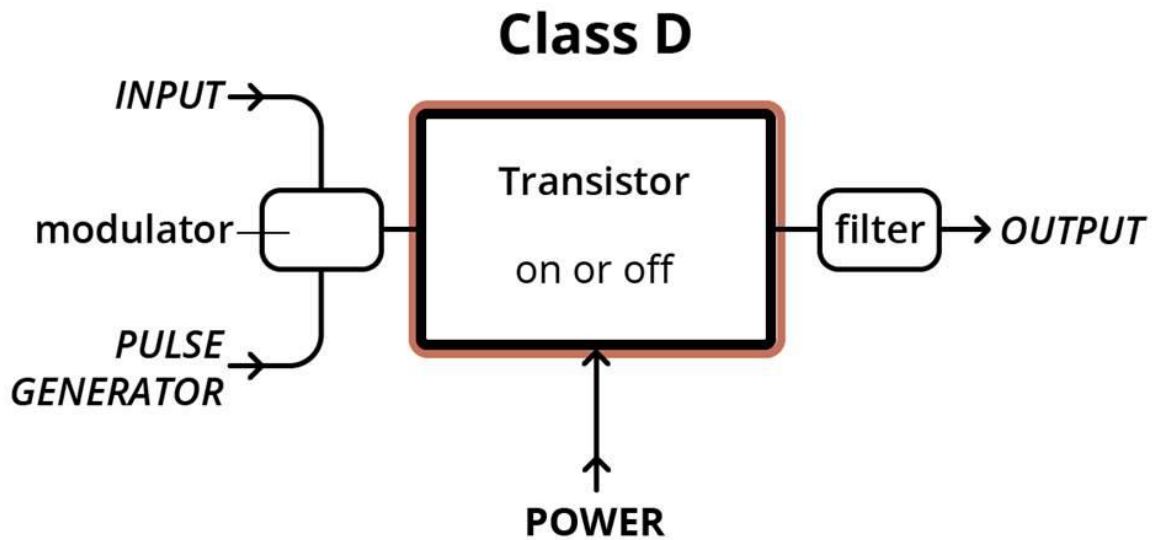 Class D
INPUT
modulator
PULSE
GENERATOR
Transistor
on or off
filter
OUTPUT
POWER